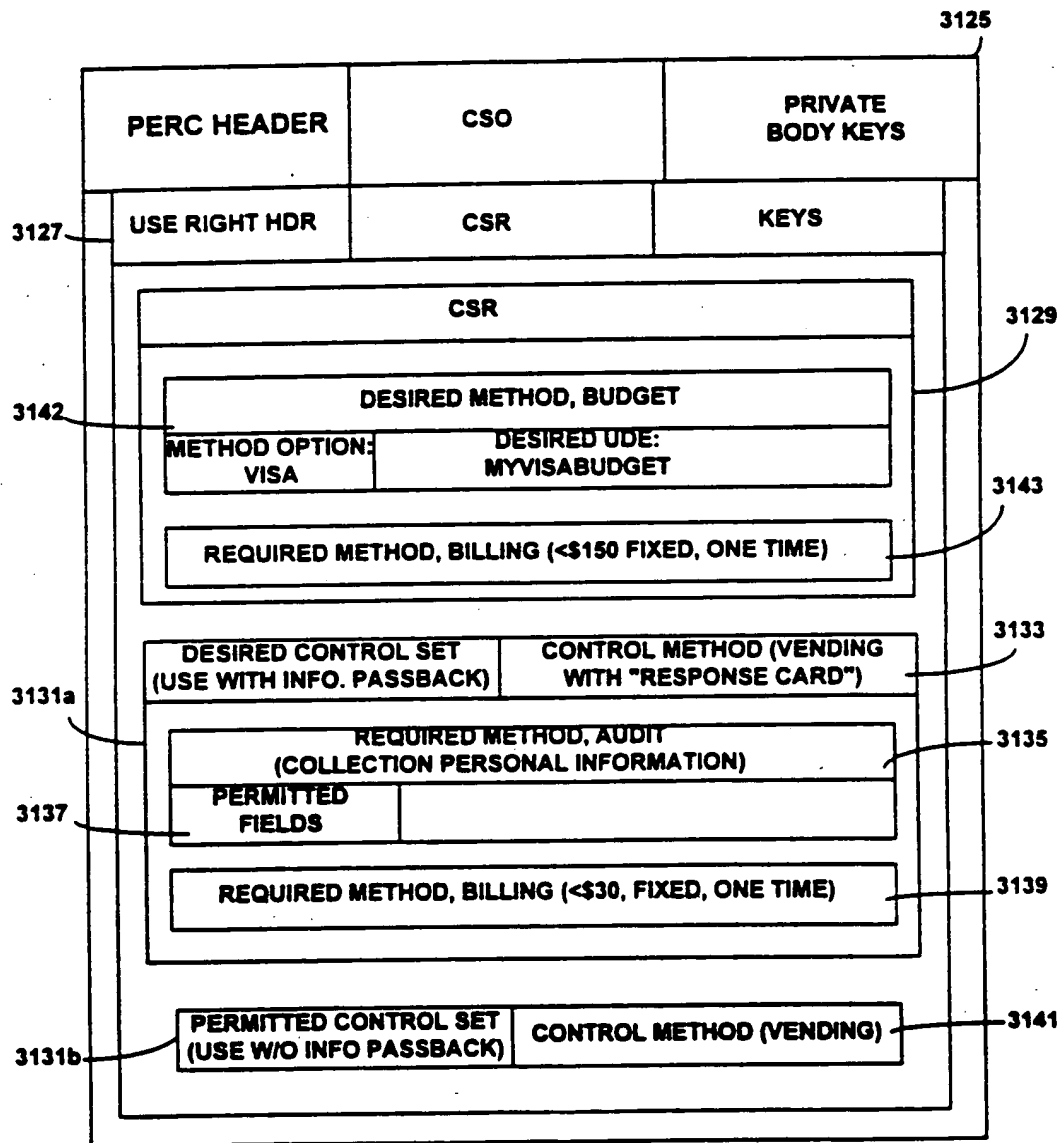 3125
PERC HEADER
CSO
PRIVATE
BODY KEYS
3127
USE RIGHT HDR
CSR
KEYS
CSR
3129
3142
DESIRED METHOD, BUDGET
METHOD OPTION:
VISA
DESIRED UDE:
MYVISABUDGET
3143
REQUIRED METHOD, BILLING (<$150 FIXED, ONE TIME)
3133
DESIRED CONTROL SET
(USE WITH INFO. PASSBACK)
CONTROL METHOD (VENDING
WITH "RESPONSE CARD")
3131a
REQUIRED METHOD, AUDIT
(COLLECTION PERSONAL INFORMATION)
3135
3137
PERMITTED
FIELDS
REQUIRED METHOD, BILLING (<$30, FIXED, ONE TIME)
3139
PERMITTED CONTROL SET
(USE W/O INFO PASSBACK)
CONTROL METHOD (VENDING)
3141
3131b